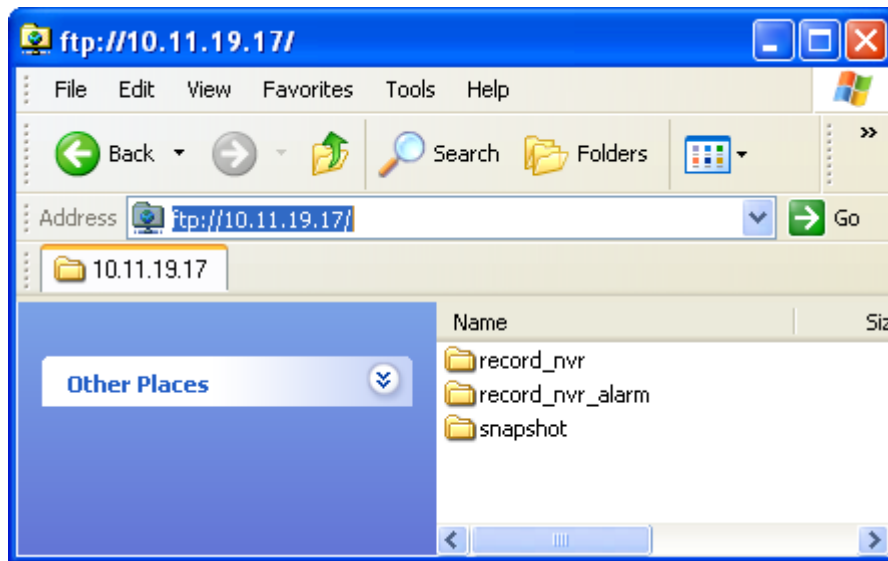 ftp://10.11.19.17/
File Edit View Favorites Tools Help
Back Search Folders »
Address ftp://10.11.19.17/ Go
10.11.19.17
Name Siz
Other Places
record_nvr
record_nvr_alarm
snapshot